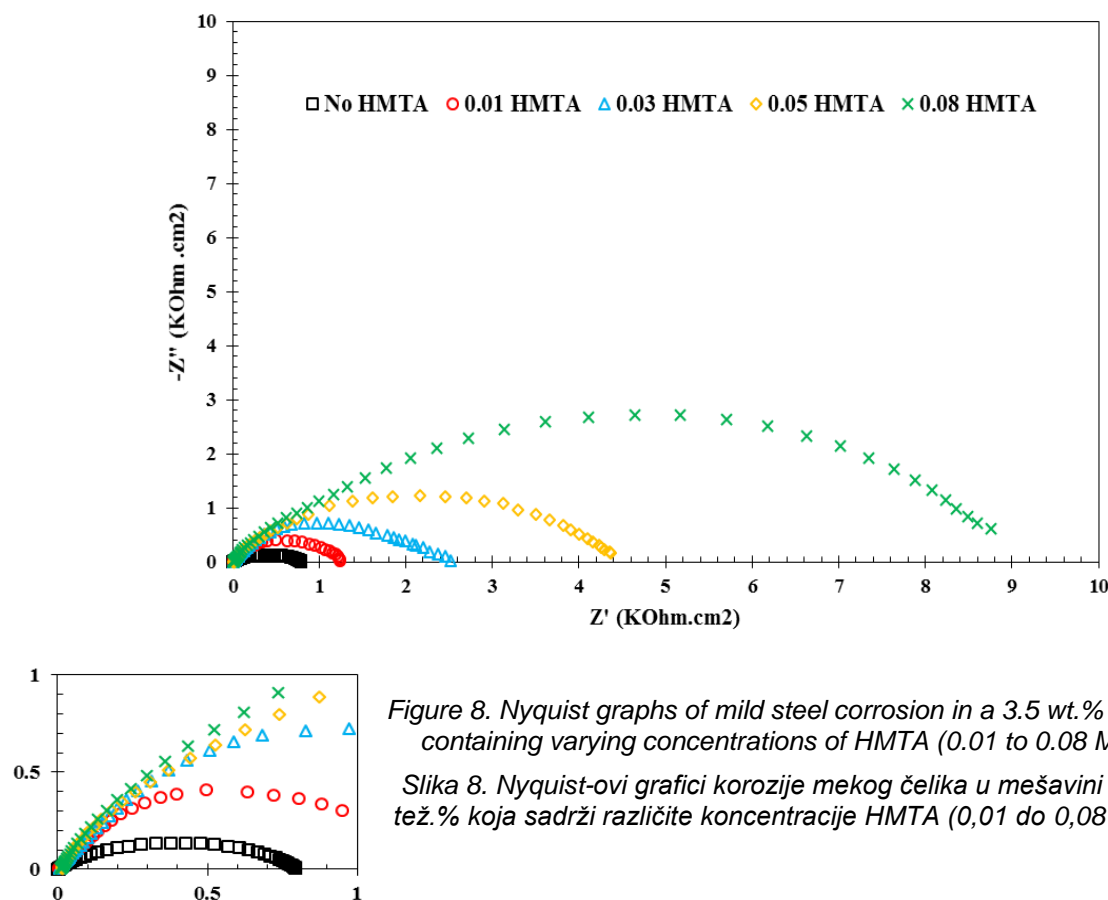 10
9
8
7
6
5
4
3
2
1
0
-Z" (KOhm .cm2)
No HMTA 0.01 HMTA 0.03 HMTA 0.05 HMTA 0.08 HMTA
0 1 2 3 4 5 6 7 8 9 10
Z' (KOhm.cm2)
1
0.5
0
0 0.5 1
Figure 8. Nyquist graphs of mild steel corrosion in a 3.5 wt.%
containing varying concentrations of HMTA (0.01 to 0.08 M
Slika 8. Nyquist-ovi grafici korozije mekog čelika u mešavini
tež.% koja sadrži različite koncentracije HMTA (0,01 do 0,08